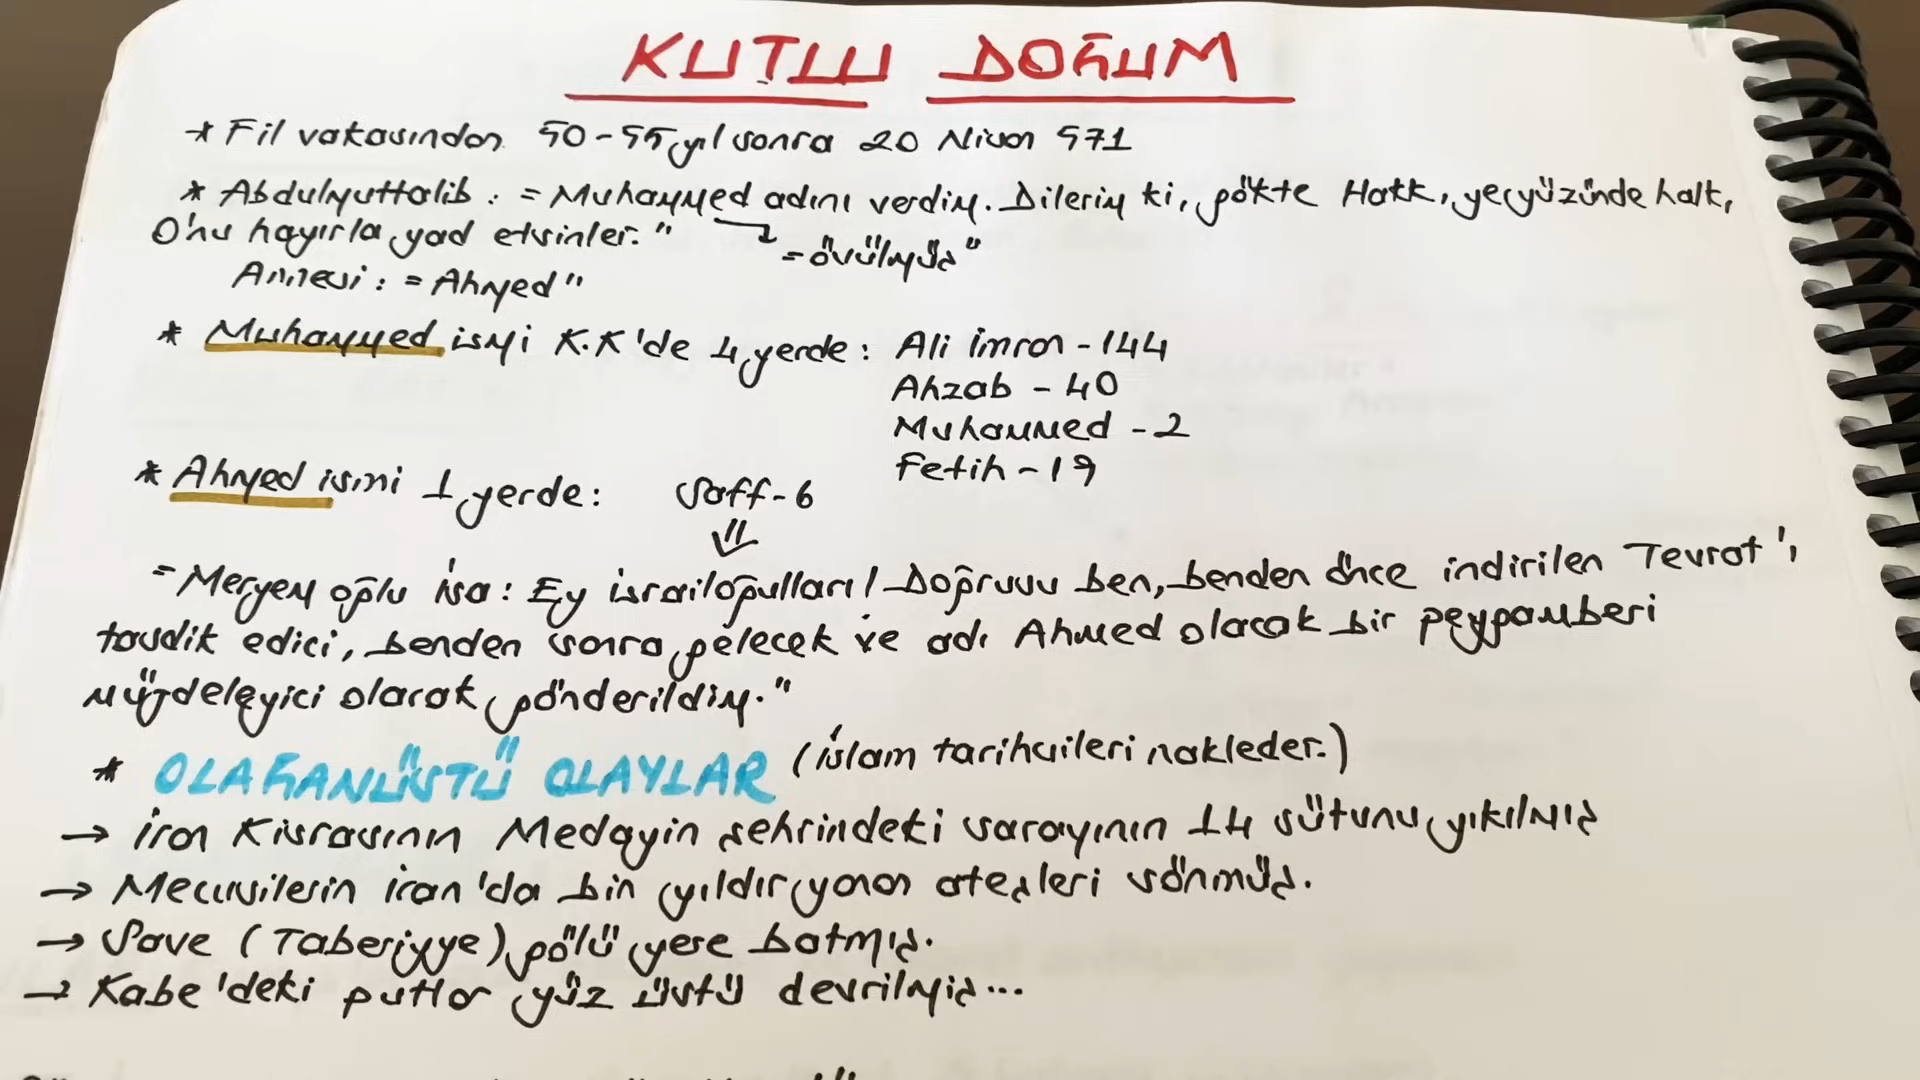 KUTLU DOĞUM
* Fil vakasından 50-55 yıl sonra 20 Nisan 571
* Abdulmuttalib : "Muhammed adını verdim. Dilerim ki, gökte Hakk, yeryüzünde halk,
O'nu hayırla yad etsinler." → "övülmüş"
Annesi : "Ahmed"
* Muhammed ismi K.K'de 4 yerde : Ali İmran - 144
Ahzab - 40
Muhammed - 2
Fetih - 19
* Ahmed ismi 1 yerde : Saff - 6
⇓
"Meryem oğlu İsa : Ey israiloğulları! Doğrusu ben, benden önce indirilen Tevrat'ı
tasdik edici, benden sonra gelecek ve adı Ahmed olacak bir peygamberi
müjdeleyici olarak gönderildim."
* OLAĞANÜSTÜ OLAYLAR (İslam tarihcileri nakleder.)
→ İran Kisrasının Medayin şehrindeki sarayının 14 sütunu yıkılmış
→ Mecusilerin İran'da bin yıldır yanan ateşleri sönmüş.
→ Save (Taberiyye) gölü yere batmış.
→ Kabe'deki putlar yüz üstü devrilmiş...